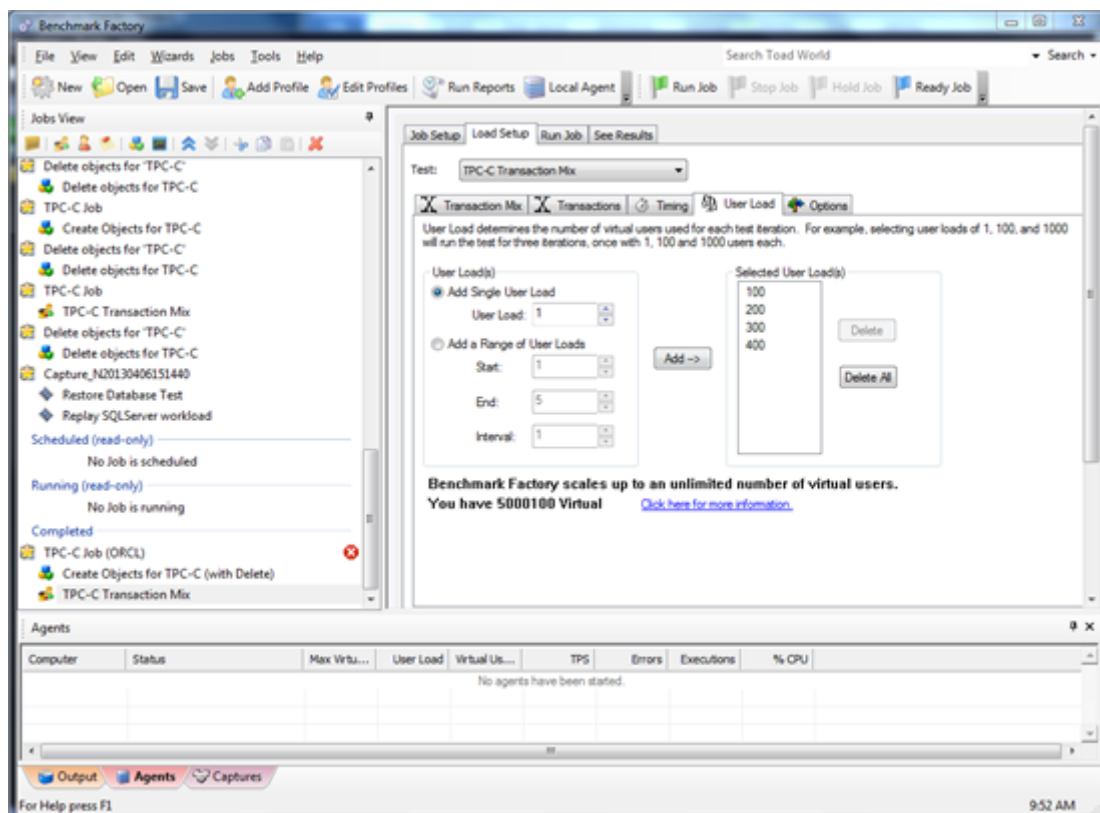 Benchmark Factory
File View Edit Wizards Jobs Tools Help
Search Toad World Search
New Open Save Add Profile Edit Profiles Run Reports Local Agent Run Job Stop Job Hold Job Ready Job
Jobs View
Delete objects for 'TPC-C'
Delete objects for TPC-C
TPC-C Job
Create Objects for TPC-C
Delete objects for 'TPC-C'
Delete objects for TPC-C
TPC-C Job
TPC-C Transaction Mix
Delete objects for 'TPC-C'
Delete objects for TPC-C
Capture_N20130406151440
Restore Database Test
Replay SQLServer workload
Scheduled (read-only)
No Job is scheduled
Running (read-only)
No Job is running
Completed
TPC-C Job (ORCL)
Create Objects for TPC-C (with Delete)
TPC-C Transaction Mix
Job Setup Load Setup Run Job See Results
Test: TPC-C Transaction Mix
Transaction Mix Transactions Timing User Load Options
User Load determines the number of virtual users used for each test iteration. For example, selecting user loads of 1, 100, and 1000
will run the test for three iterations, once with 1, 100 and 1000 users each.
User Load(s)
Add Single User Load
User Load: 1
Add a Range of User Loads
Start: 1
End: 5
Interval: 1
Add -->
Selected User Load(s)
100
200
300
400
Delete
Delete All
Benchmark Factory scales up to an unlimited number of virtual users.
You have 5000100 Virtual Click here for more information.
Agents
Computer Status Max Virtu... User Load Virtual Us... TPS Errors Executions % CPU
No agents have been started.
Output Agents Captures
For Help press F1 9:52 AM